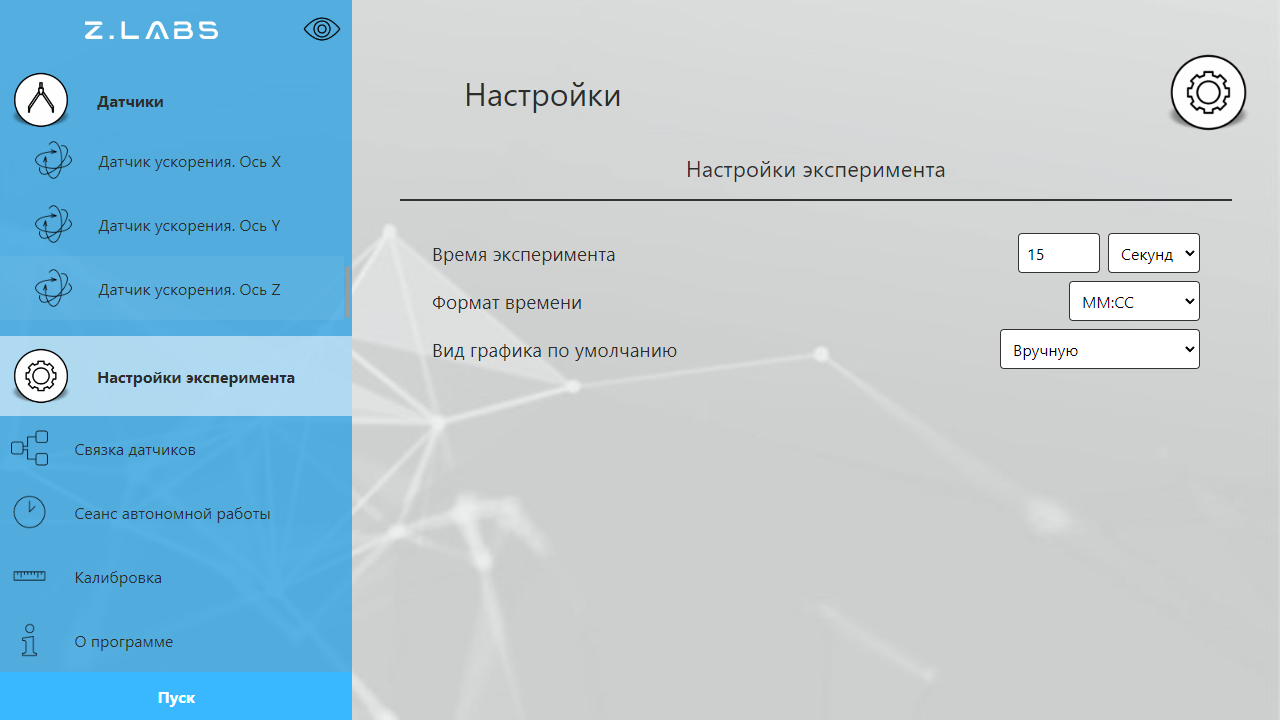 Z.LABS
Датчики
Датчик ускорения. Ось X
Датчик ускорения. Ось Y
Датчик ускорения. Ось Z
Настройки эксперимента
Связка датчиков
Сеанс автономной работы
Калибровка
О программе
Пуск
Настройки
Настройки эксперимента
Время эксперимента 15 Секунд
Формат времени ММ:СС
Вид графика по умолчанию Вручную